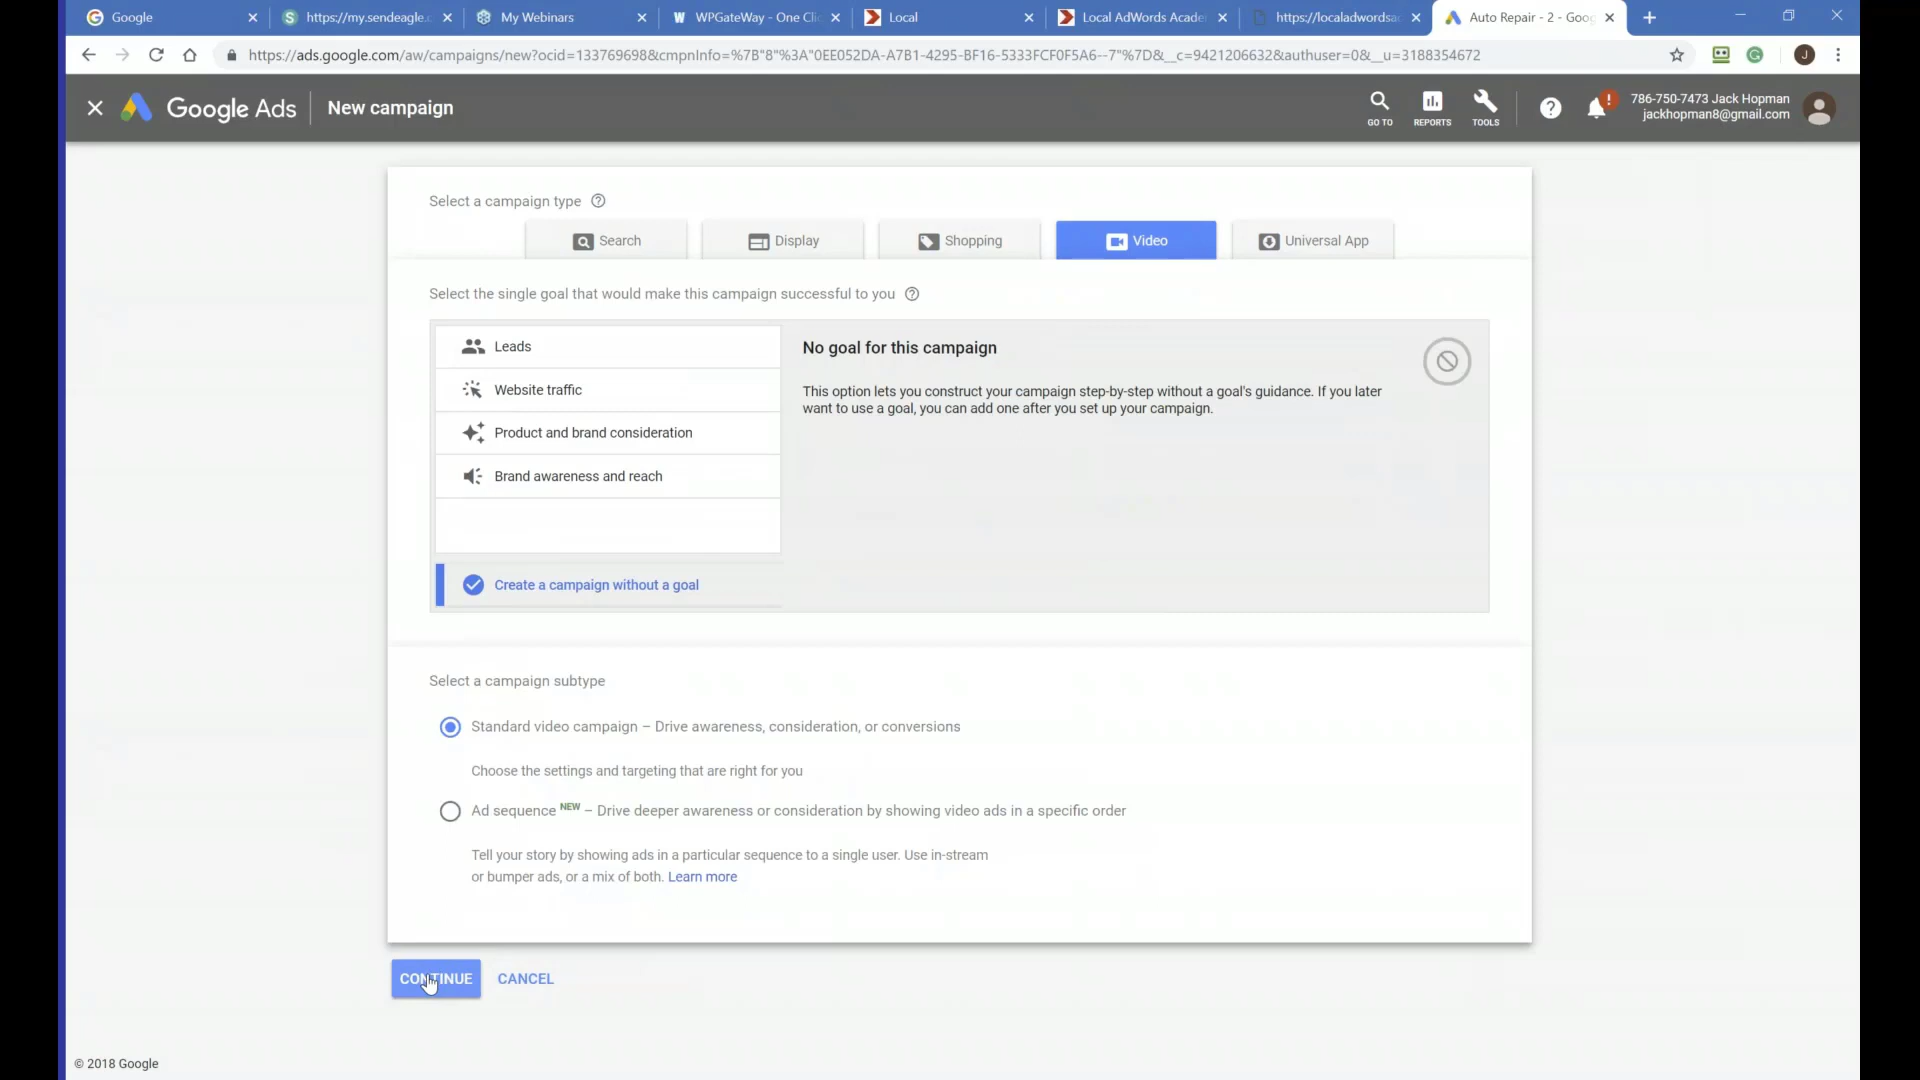 Google
https://my.sendeagle.c
My Webinars
WPGateWay - One Clic
Local
Local AdWords Acade
https://localadwordsa
Auto Repair - 2 - Goog
https://ads.google.com/aw/campaigns/new?ocid=133769698&cmpnInfo=%7B"8"%3A"0EE052DA-A7B1-4295-BF16-5333FCF0F5A6--7"%7D&__c=9421206632&authuser=0&__u=3188354672
Google Ads
New campaign
GO TO
REPORTS
TOOLS
786-750-7473 Jack Hopman
jackhopman8@gmail.com
Select a campaign type
Search
Display
Shopping
Video
Universal App
Select the single goal that would make this campaign successful to you
Leads
Website traffic
Product and brand consideration
Brand awareness and reach
Create a campaign without a goal
No goal for this campaign
This option lets you construct your campaign step-by-step without a goal's guidance. If you later
want to use a goal, you can add one after you set up your campaign.
Select a campaign subtype
Standard video campaign – Drive awareness, consideration, or conversions
Choose the settings and targeting that are right for you
Ad sequence NEW – Drive deeper awareness or consideration by showing video ads in a specific order
Tell your story by showing ads in a particular sequence to a single user. Use in-stream
or bumper ads, or a mix of both. Learn more
CONTINUE
CANCEL
© 2018 Google